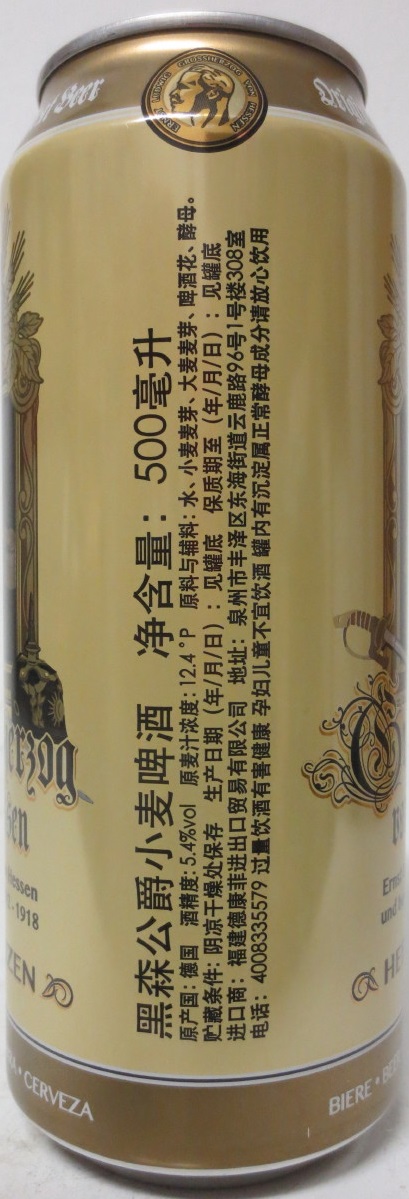 ERNST LUDWIG GROSSHERZOG VON HESSEN
黑森公爵小麦啤酒 净含量：500毫升
原产国：德国 酒精度：5.4%vol 原麦汁浓度：12.4°P 原料与辅料：水、小麦麦芽、大麦麦芽、啤酒花、酵母。
贮藏条件：阴凉干燥处保存 生产日期（年/月/日）：见罐底 保质期至（年/月/日）：见罐底
进口商：福建德康菲进出口贸易有限公司 地址：泉州市丰泽区东海街道云鹿路96号1号楼308室
电话：4008335579 过量饮酒有害健康 孕妇儿童不宜饮酒 罐内有沉淀属正常酵母成分请放心饮用
Beer
1918
CERVEZA
BIERE